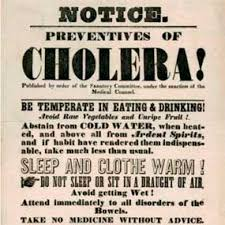 NOTICE.
PREVENTIVES OF
CHOLERA!
Published by order of the Sanatory Committee, under the sanction of the
Medical Counsel.
BE TEMPERATE IN EATING & DRINKING!
Avoid Raw Vegetables and Unripe Fruit!
Abstain from COLD WATER, when heat-
ed, and above all from Ardent Spirits,
and if habit have rendered them indispens-
able, take much less than usual.
SLEEP AND CLOTHE WARM!
☞ DO NOT SLEEP OR SIT IN A DRAUGHT OF AIR,
Avoid getting Wet!
Attend immediately to all disorders of the
Bowels.
TAKE NO MEDICINE WITHOUT ADVICE.